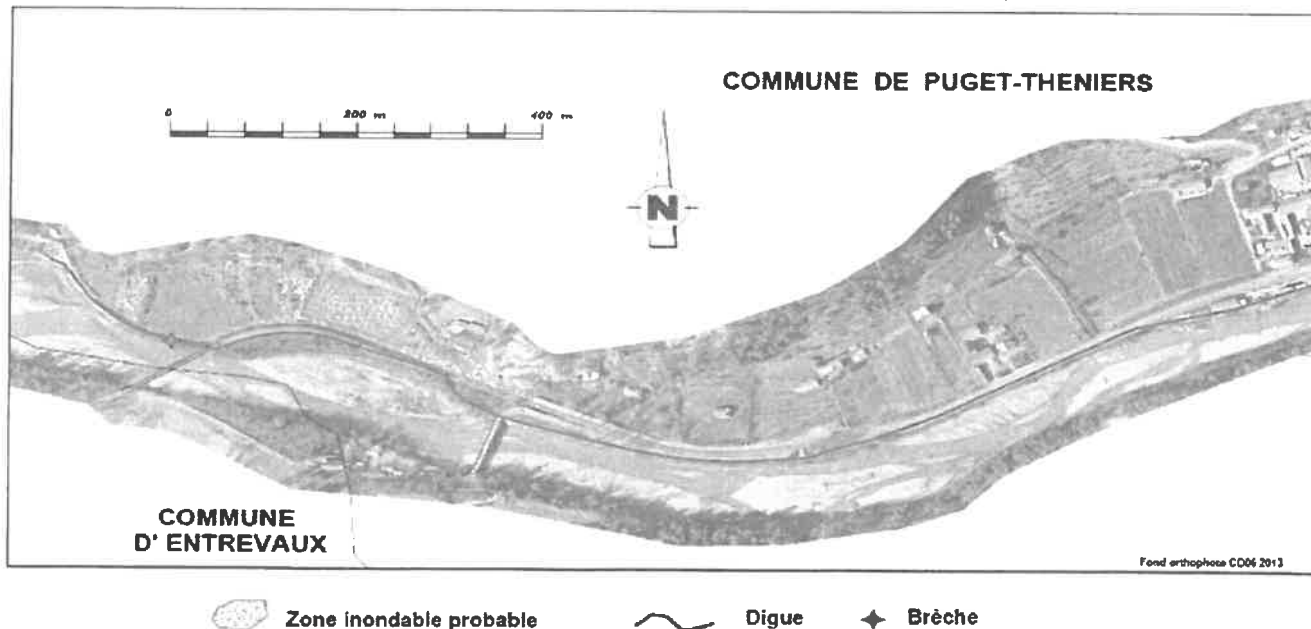 COMMUNE DE PUGET-THENIERS
0 200 m 400 m
N
COMMUNE
D' ENTREVAUX
Fond orthophoto CD06 2013
Zone inondable probable Digue Brèche